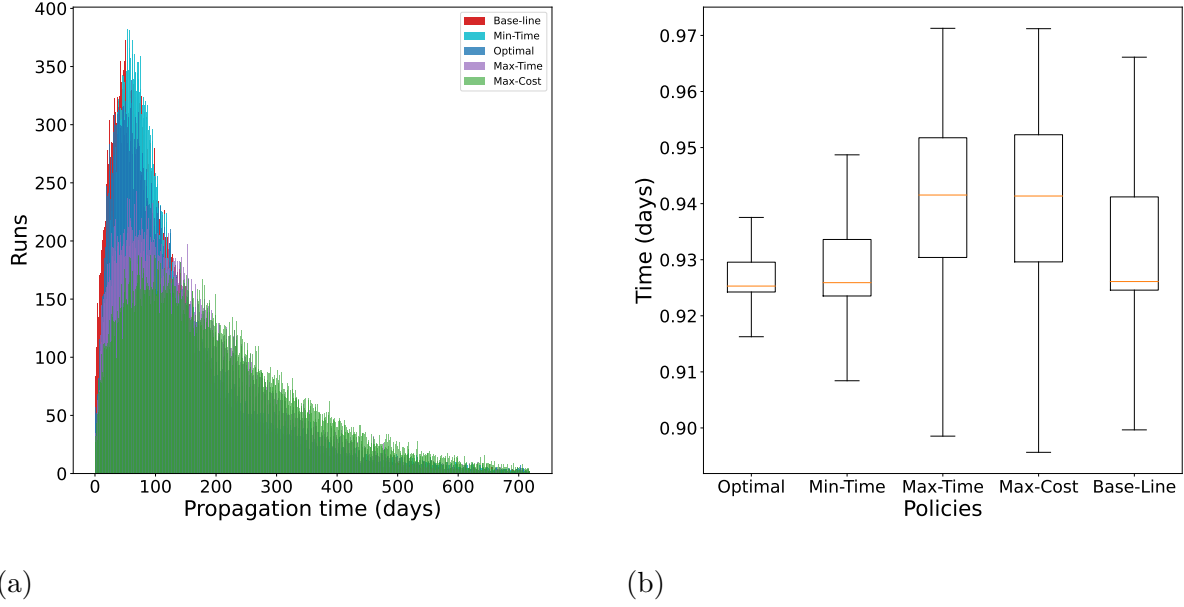 400
350
300
250
200
150
100
50
0
Runs
Base-line
Min-Time
Optimal
Max-Time
Max-Cost
0 100 200 300 400 500 600 700
Propagation time (days)
(a)
0.97
0.96
0.95
0.94
0.93
0.92
0.91
0.90
Time (days)
Optimal Min-Time Max-Time Max-Cost Base-Line
Policies
(b)